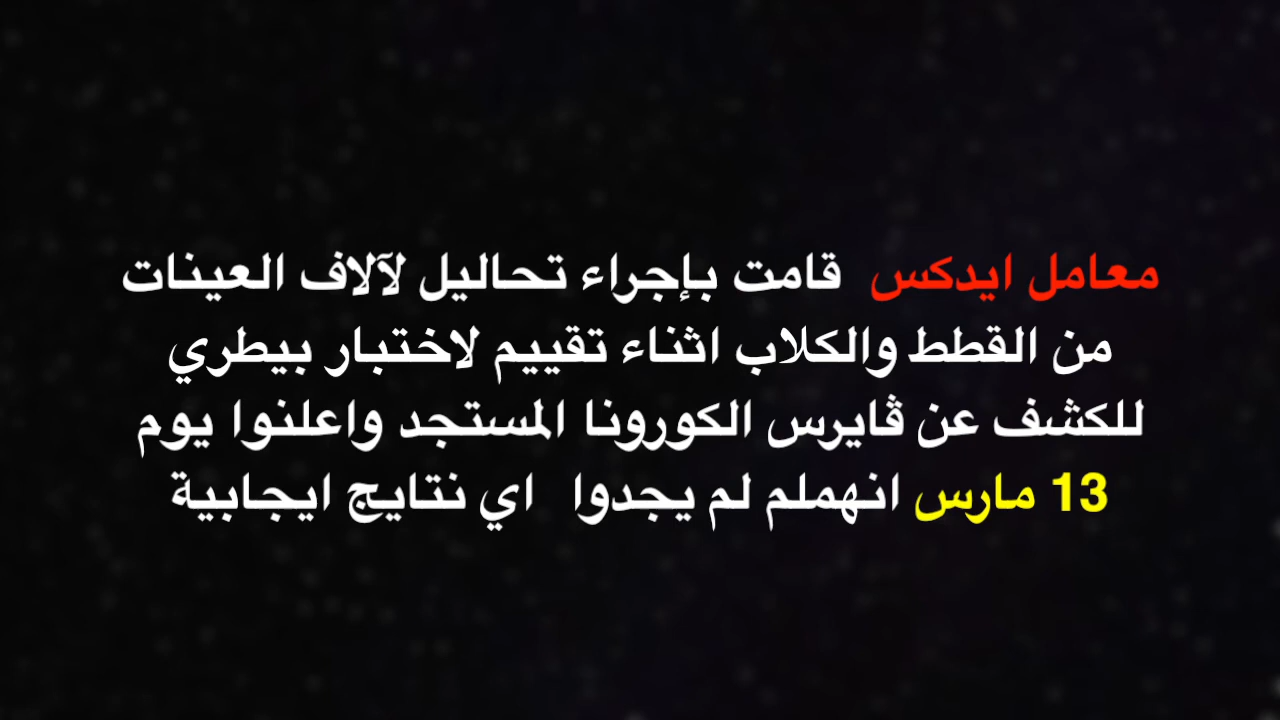 معامل ايدكس قامت بإجراء تحاليل لآلاف العينات
من القطط والكلاب اثناء تقييم لاختبار بيطري
للكشف عن ڤايرس الكورونا المستجد واعلنوا يوم
13 مارس انهملم لم يجدوا اي نتايج ايجابية